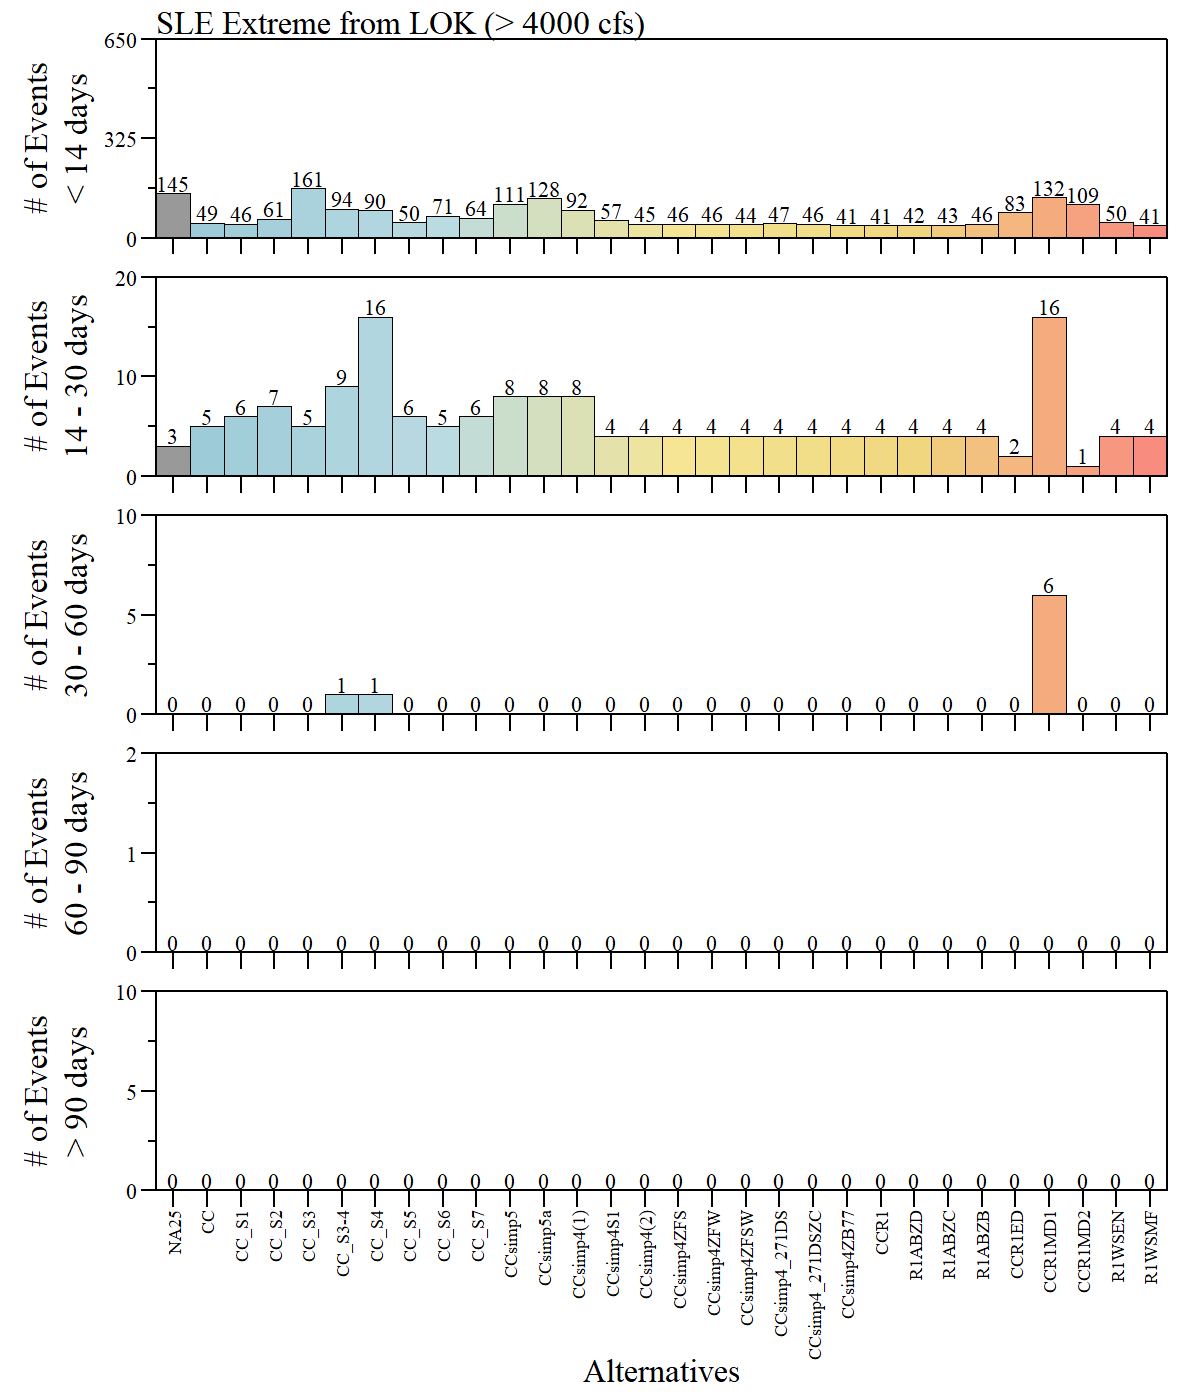 SLE Extreme from LOK (> 4000 cfs)
# of Events
< 14 days
650
325
0
145 49 46 61 161 94 90 50 71 64 111 128 92 57 45 46 46 44 47 46 41 41 42 43 46 83 132 109 50 41
# of Events
14 - 30 days
20
10
0
3 5 6 7 5 9 16 6 5 6 8 8 8 4 4 4 4 4 4 4 4 4 4 4 4 2 16 1 4 4
# of Events
30 - 60 days
10
5
0
0 0 0 0 0 1 1 0 0 0 0 0 0 0 0 0 0 0 0 0 0 0 0 0 0 0 6 0 0 0
# of Events
60 - 90 days
2
1
0
0 0 0 0 0 0 0 0 0 0 0 0 0 0 0 0 0 0 0 0 0 0 0 0 0 0 0 0 0 0
# of Events
> 90 days
10
5
0
0 0 0 0 0 0 0 0 0 0 0 0 0 0 0 0 0 0 0 0 0 0 0 0 0 0 0 0 0 0
NA25
CC
CC_S1
CC_S2
CC_S3
CC_S3-4
CC_S4
CC_S5
CC_S6
CC_S7
CCsimp5
CCsimp5a
CCsimp4(1)
CCsimp4S1
CCsimp4(2)
CCsimp4ZFS
CCsimp4ZFW
CCsimp4ZFSW
CCsimp4_271DS
CCsimp4_271DSZC
CCsimp4ZB77
CCR1
R1ABZD
R1ABZC
R1ABZB
CCR1ED
CCR1MD1
CCR1MD2
R1WSEN
R1WSMF
Alternatives